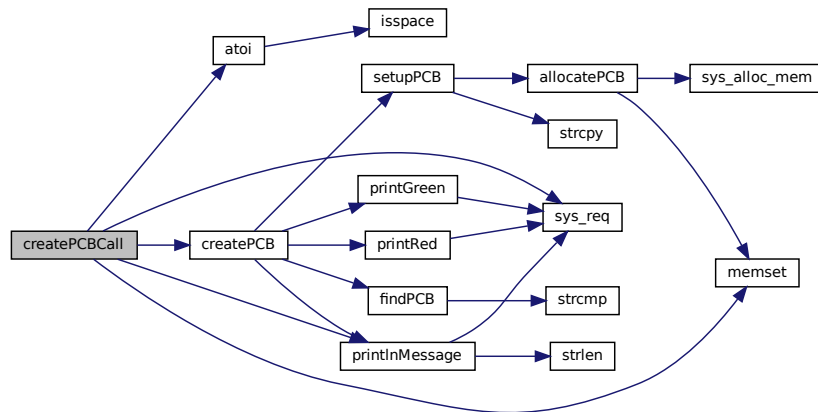 isspace
atoi
setupPCB
allocatePCB
sys_alloc_mem
strcpy
printGreen
sys_req
createPCBCall
createPCB
printRed
memset
findPCB
strcmp
printlnMessage
strlen